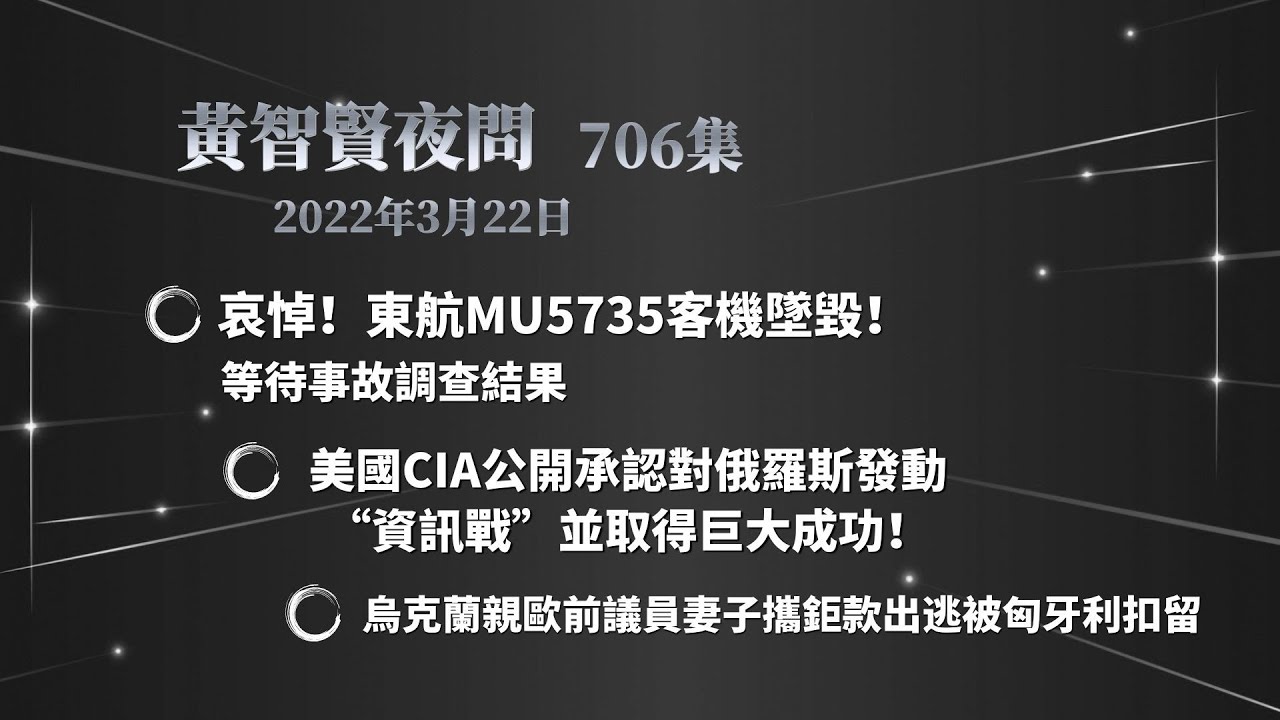 黃智賢夜問 706集
2022年3月22日
哀悼！東航MU5735客機墜毀！
等待事故調查結果
美國CIA公開承認對俄羅斯發動
“資訊戰”並取得巨大成功！
烏克蘭親歐前議員妻子攜鉅款出逃被匈牙利扣留